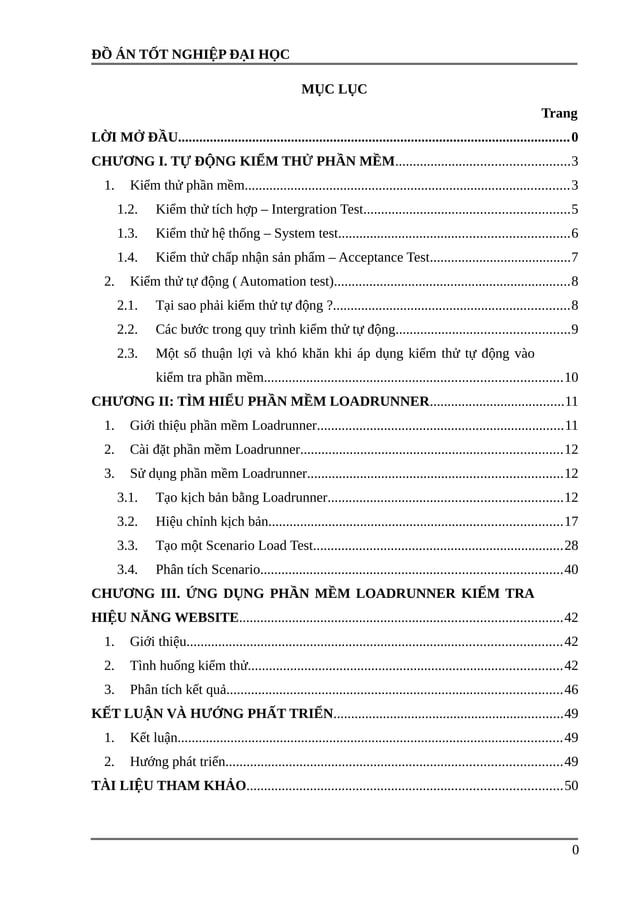 ĐỒ ÁN TỐT NGHIỆP ĐẠI HỌC
MỤC LỤC
Trang
LỜI MỞ ĐẦU...............................................................................................................0
CHƯƠNG I. TỰ ĐỘNG KIỂM THỬ PHẦN MỀM.................................................3
1. Kiểm thử phần mềm............................................................................................3
1.2. Kiểm thử tích hợp – Intergration Test..........................................................5
1.3. Kiểm thử hệ thống – System test.................................................................6
1.4. Kiểm thử chấp nhận sản phẩm – Acceptance Test........................................7
2. Kiểm thử tự động ( Automation test)...................................................................8
2.1. Tại sao phải kiểm thử tự động ?...................................................................8
2.2. Các bước trong quy trình kiểm thử tự động.................................................9
2.3. Một số thuận lợi và khó khăn khi áp dụng kiểm thử tự động vào
kiểm tra phần mềm....................................................................................10
CHƯƠNG II: TÌM HIỂU PHẦN MỀM LOADRUNNER......................................11
1. Giới thiệu phần mềm Loadrunner......................................................................11
2. Cài đặt phần mềm Loadrunner..........................................................................12
3. Sử dụng phần mềm Loadrunner........................................................................12
3.1. Tạo kịch bản bằng Loadrunner..................................................................12
3.2. Hiệu chỉnh kịch bản...................................................................................17
3.3. Tạo một Scenario Load Test.......................................................................28
3.4. Phân tích Scenario.....................................................................................40
CHƯƠNG III. ỨNG DỤNG PHẦN MỀM LOADRUNNER KIỂM TRA
HIỆU NĂNG WEBSITE...........................................................................................42
1. Giới thiệu..........................................................................................................42
2. Tình huống kiểm thử.........................................................................................42
3. Phân tích kết quả...............................................................................................46
KẾT LUẬN VÀ HƯỚNG PHÁT TRIỂN.................................................................49
1. Kết luận............................................................................................................49
2. Hướng phát triển...............................................................................................49
TÀI LIỆU THAM KHẢO.........................................................................................50
0